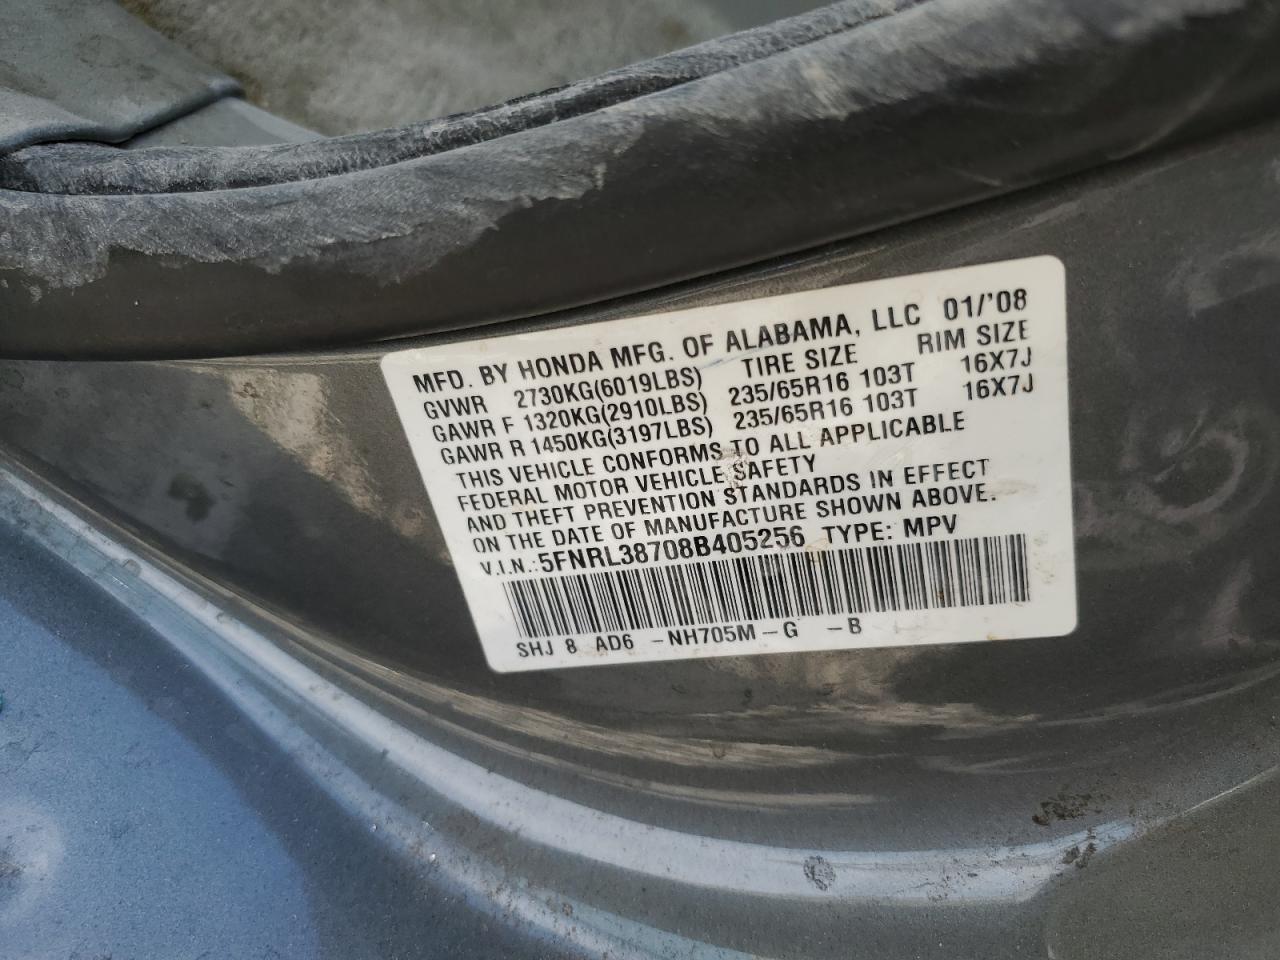 MFD. BY HONDA MFG. OF ALABAMA, LLC 01/'08
GVWR 2730KG(6019LBS) TIRE SIZE RIM SIZE
GAWR F 1320KG(2910LBS) 235/65R16 103T 16X7J
GAWR R 1450KG(3197LBS) 235/65R16 103T 16X7J
THIS VEHICLE CONFORMS TO ALL APPLICABLE
FEDERAL MOTOR VEHICLE SAFETY
AND THEFT PREVENTION STANDARDS IN EFFECT
ON THE DATE OF MANUFACTURE SHOWN ABOVE.
V.I.N.:5FNRL38708B405256 TYPE: MPV
SHJ 8 AD6 -NH705M-G -B